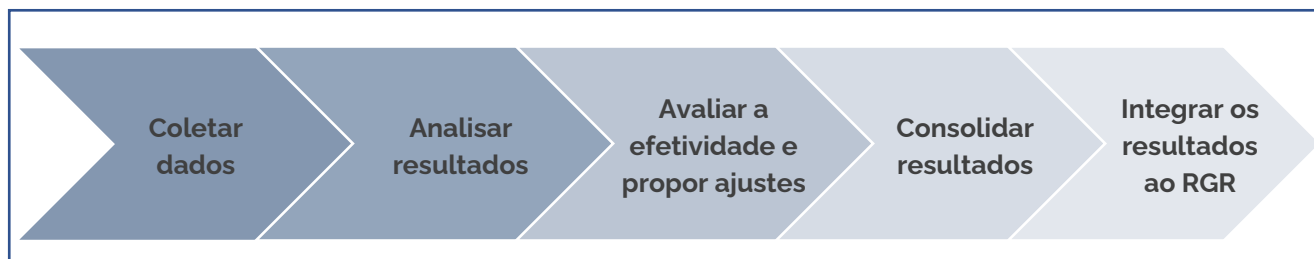 Coletar
dados
Analisar
resultados
Avaliar a
efetividade e
propor ajustes
Consolidar
resultados
Integrar os
resultados
ao RGR